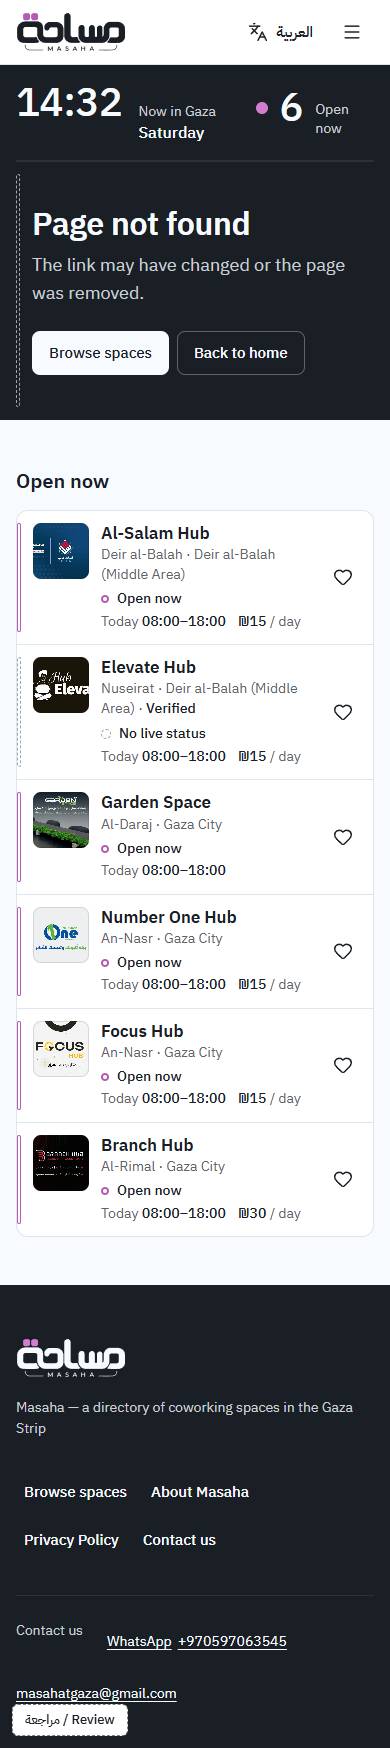 مساحة
MASAHA
العربية
14:32
Now in Gaza
Saturday
6
Open now
Page not found
The link may have changed or the page
was removed.
Browse spaces
Back to home
Open now
Al-Salam Hub
Deir al-Balah · Deir al-Balah
(Middle Area)
Open now
Today 08:00–18:00 ₪15 / day
Hub
Eleva
Elevate Hub
Nuseirat · Deir al-Balah (Middle
Area) · Verified
No live status
Today 08:00–18:00 ₪15 / day
Garden Space
Al-Daraj · Gaza City
Open now
Today 08:00–18:00
One
Number One Hub
An-Nasr · Gaza City
Open now
Today 08:00–18:00 ₪15 / day
FOCUS
HUB
Focus Hub
An-Nasr · Gaza City
Open now
Today 08:00–18:00 ₪15 / day
Branch Hub
Al-Rimal · Gaza City
Open now
Today 08:00–18:00 ₪30 / day
مساحة
MASAHA
Masaha — a directory of coworking spaces in the Gaza
Strip
Browse spaces
About Masaha
Privacy Policy
Contact us
Contact us
WhatsApp +970597063545
masahatgaza@gmail.com
مراجعة / Review